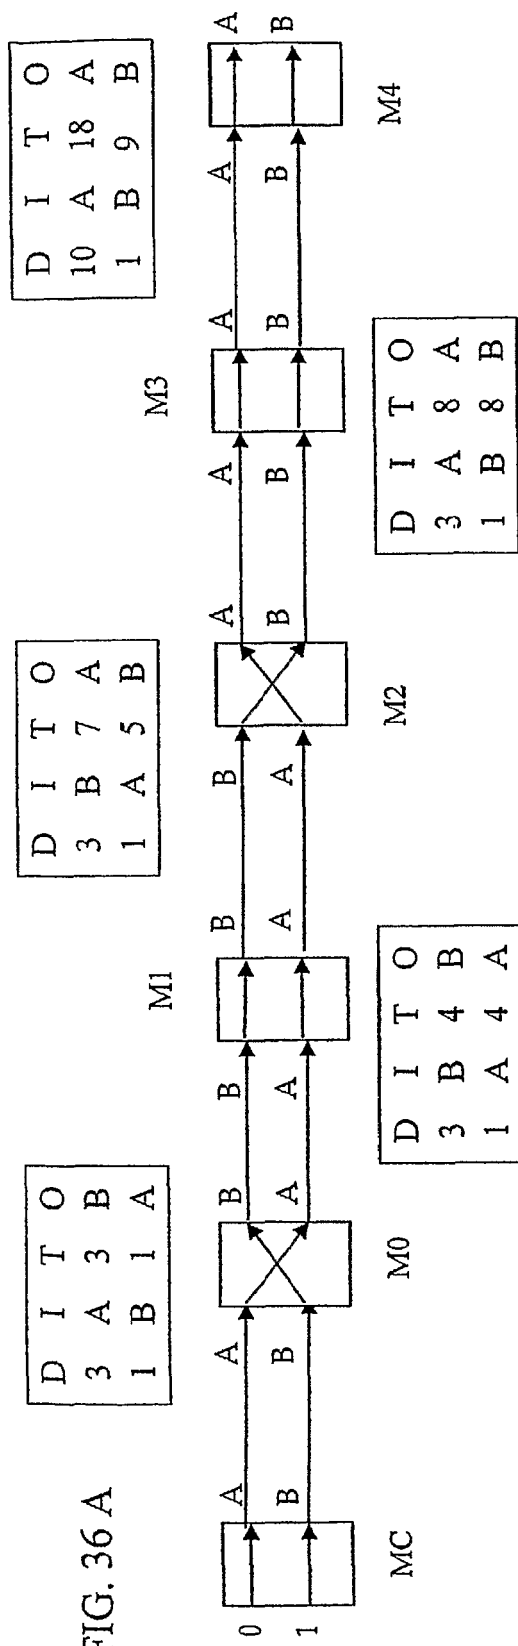 FIG. 36 A
D I T O
3 A 3 B
1 B 1 A
D I T O
3 B 7 A
1 A 5 B
D I T O
10 A 18 A
1 B 9 B
M1 M3
0 A A B B B B A A A A A
1 B B A A A A B B B B B
MC M0 M2 M4
D I T O
3 B 4 B
1 A 4 A
D I T O
3 A 8 A
1 B 8 B